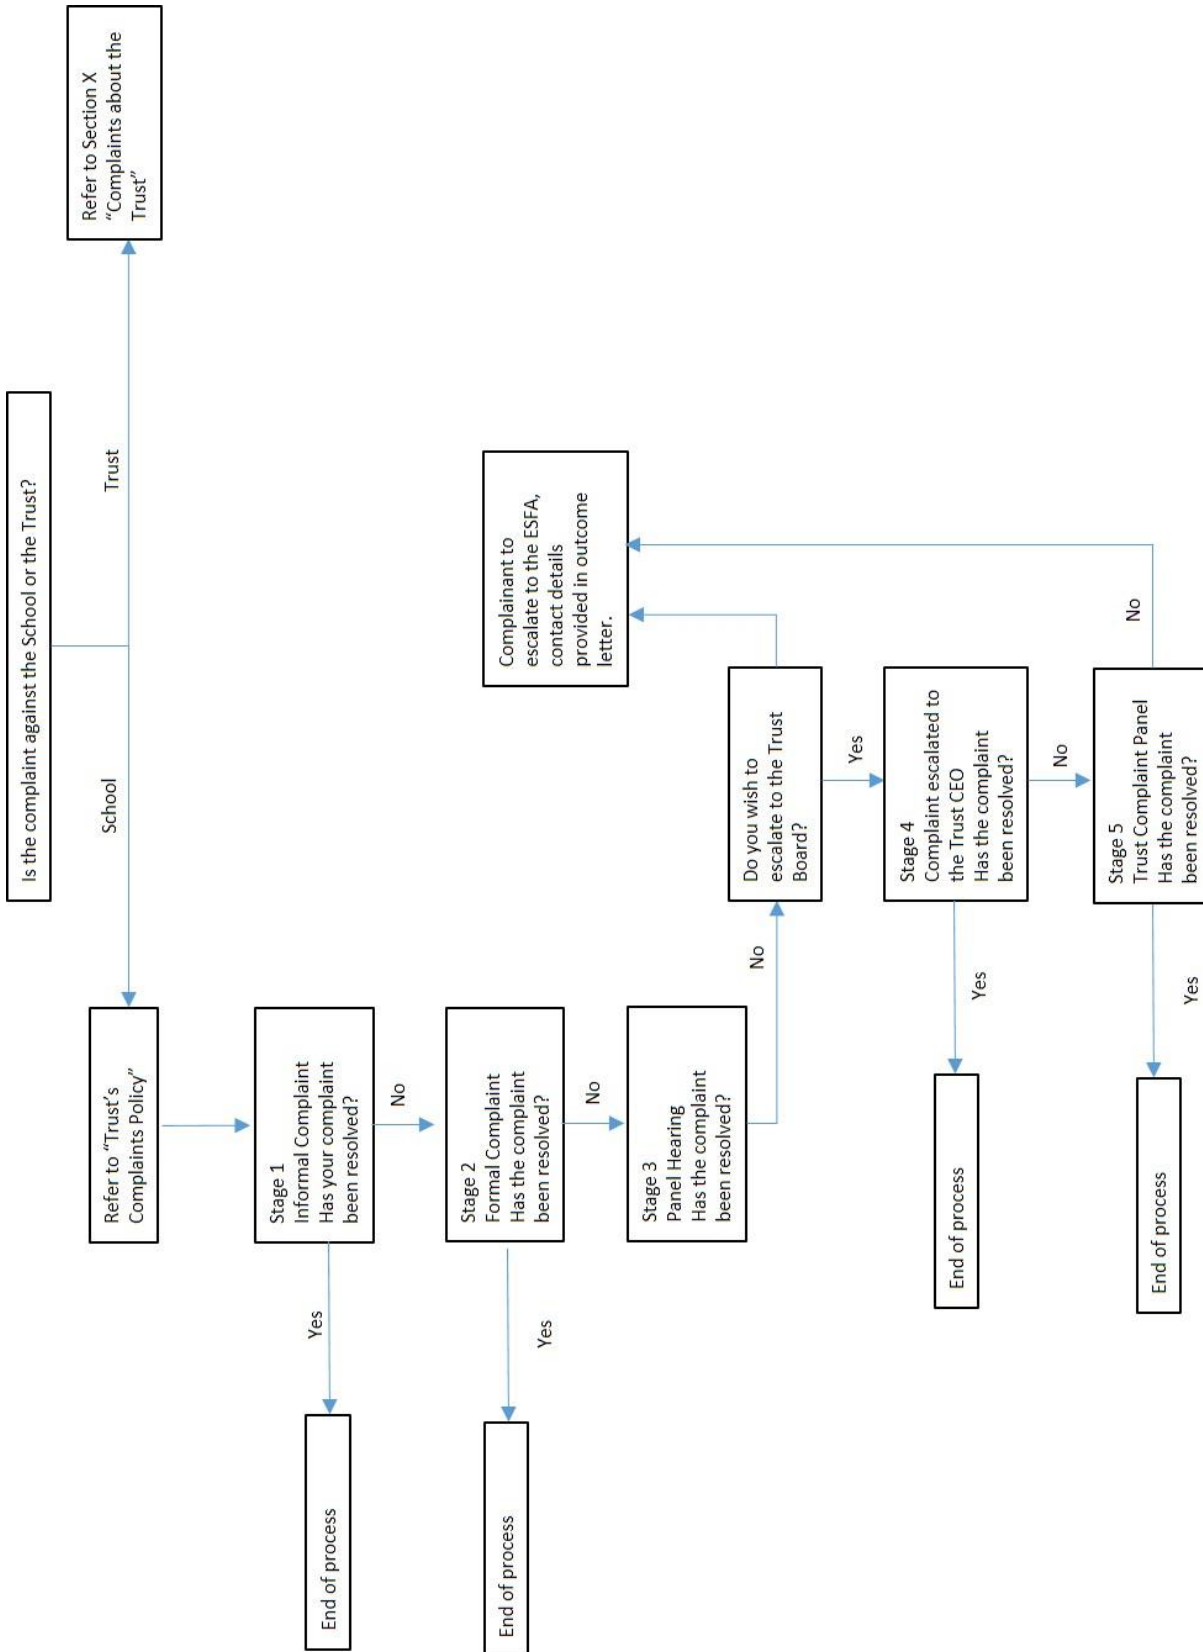 Is the complaint against the School or the Trust?
School
Trust
Refer to "Trust's
Complaints Policy"
Refer to Section X
"Complaints about the
Trust"
Stage 1
Informal Complaint
Has your complaint
been resolved?
Yes
End of process
No
Stage 2
Formal Complaint
Has the complaint
been resolved?
Yes
End of process
No
Stage 3
Panel Hearing
Has the complaint
been resolved?
No
Do you wish to
escalate to the Trust
Board?
Complainant to
escalate to the ESFA,
contact details
provided in outcome
letter.
Yes
Stage 4
Complaint escalated to
the Trust CEO
Has the complaint
been resolved?
Yes
End of process
No
Stage 5
Trust Complaint Panel
Has the complaint
been resolved?
Yes
End of process
No